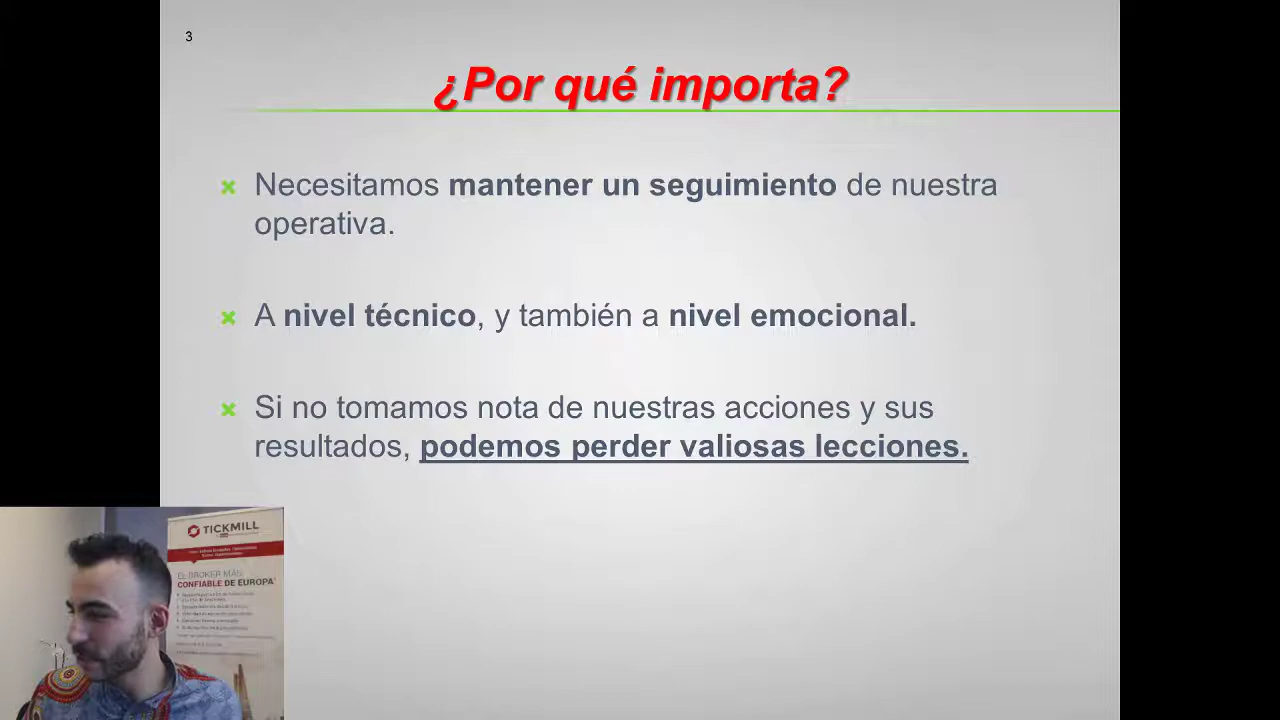 3
¿Por qué importa?
Necesitamos mantener un seguimiento de nuestra
operativa.
A nivel técnico, y también a nivel emocional.
Si no tomamos nota de nuestras acciones y sus
resultados, podemos perder valiosas lecciones.
TICKMILL
EL BROKER MÁS
CONFIABLE DE EUROPA